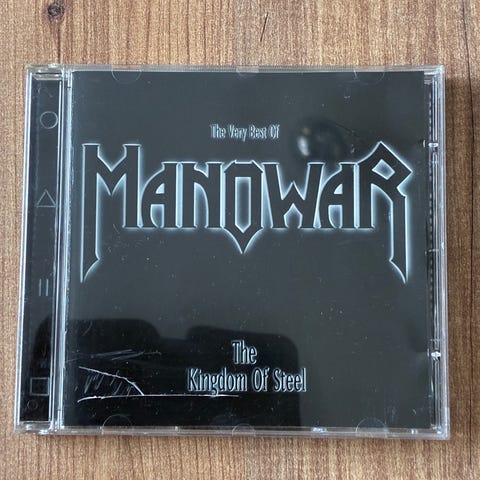 The Very Best Of
MANOWAR
The
Kingdom Of Steel